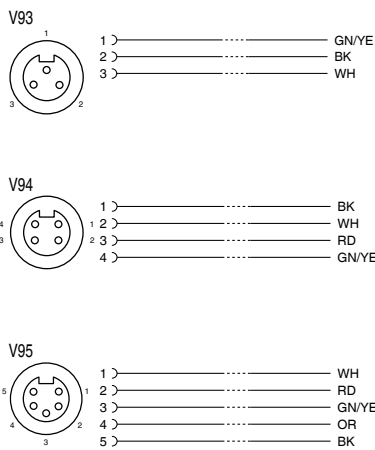 V93
1
3 2
1 GN/YE
2 BK
3 WH
V94
4 1
3 2
1 BK
2 WH
3 RD
4 GN/YE
V95
5 1
4 2
3
1 WH
2 RD
3 GN/YE
4 OR
5 BK